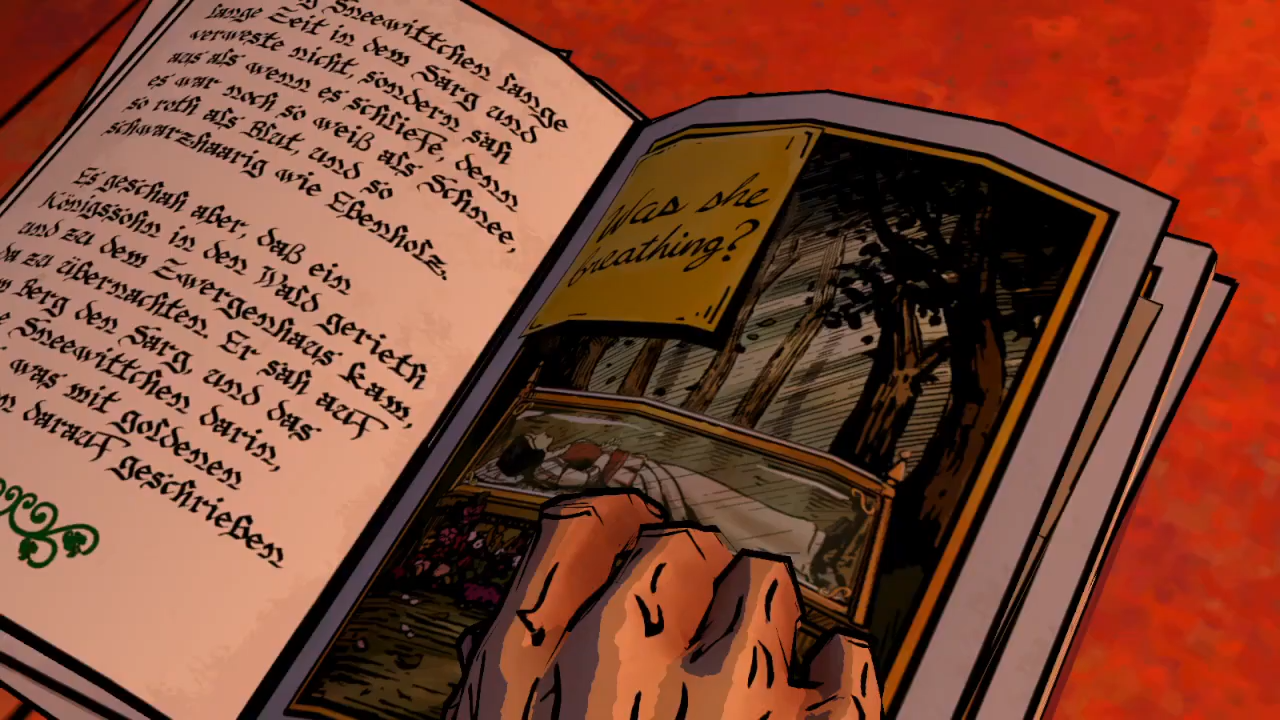 Sneewittchen lange
lange Zeit in dem Sarg und
verweste nicht, sondern sah
aus als wenn es schliefe, denn
es war noch so weiß als Schnee,
so roth als Blut, und so
schwarzhaarig wie Ebenholz.
Es geschah aber, daß ein
Königssohn in den Wald gerieth
und zu dem Zwergenhaus kam,
da zu übernachten. Er sah auf
Berg den Sarg, und das
Sneewittchen darin,
was mit goldenen
darauf geschrieben
Was she
breathing?